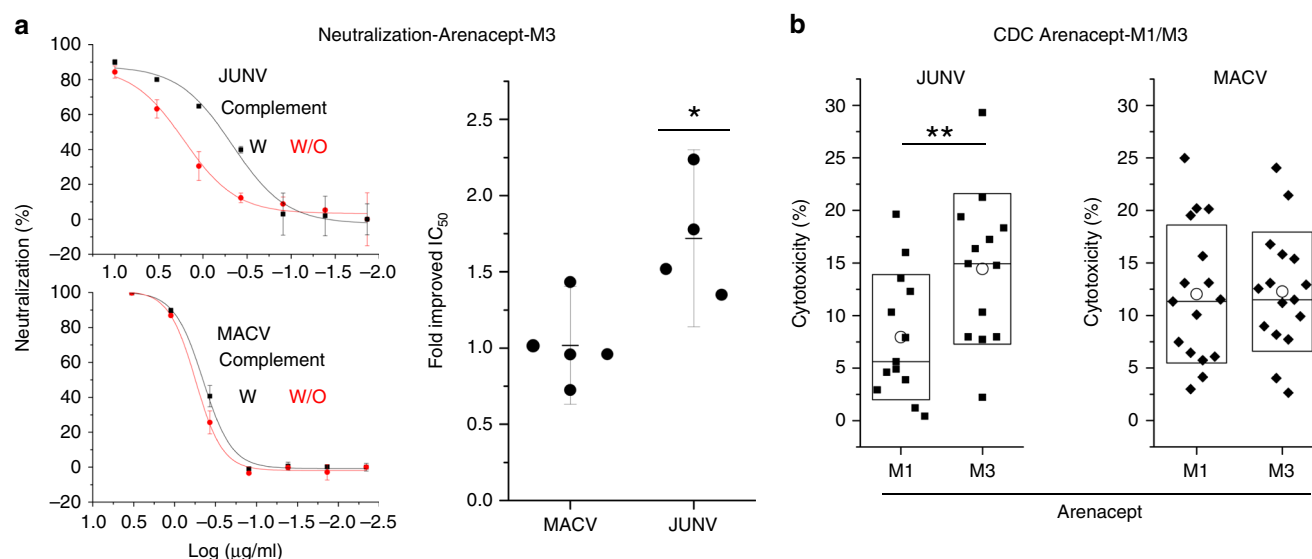 a
Neutralization-Arenacept-M3
Neutralization (%)
100
80
60
40
20
0
−20
JUNV
Complement
W W/O
1.0 0.5 0.0 −0.5 −1.0 −1.5 −2.0
100
80
60
40
20
0
−20
MACV
Complement
W W/O
1.0 0.5 0.0 −0.5 −1.0 −1.5 −2.0 −2.5
Log (μg/ml)
Fold improved IC50
2.5
2.0
1.5
1.0
0.5
0.0
*
MACV JUNV
b
CDC Arenacept-M1/M3
JUNV
Cytotoxicity (%)
30
25
20
15
10
5
0
**
M1 M3
MACV
Cytotoxicity (%)
30
25
20
15
10
5
0
M1 M3
Arenacept